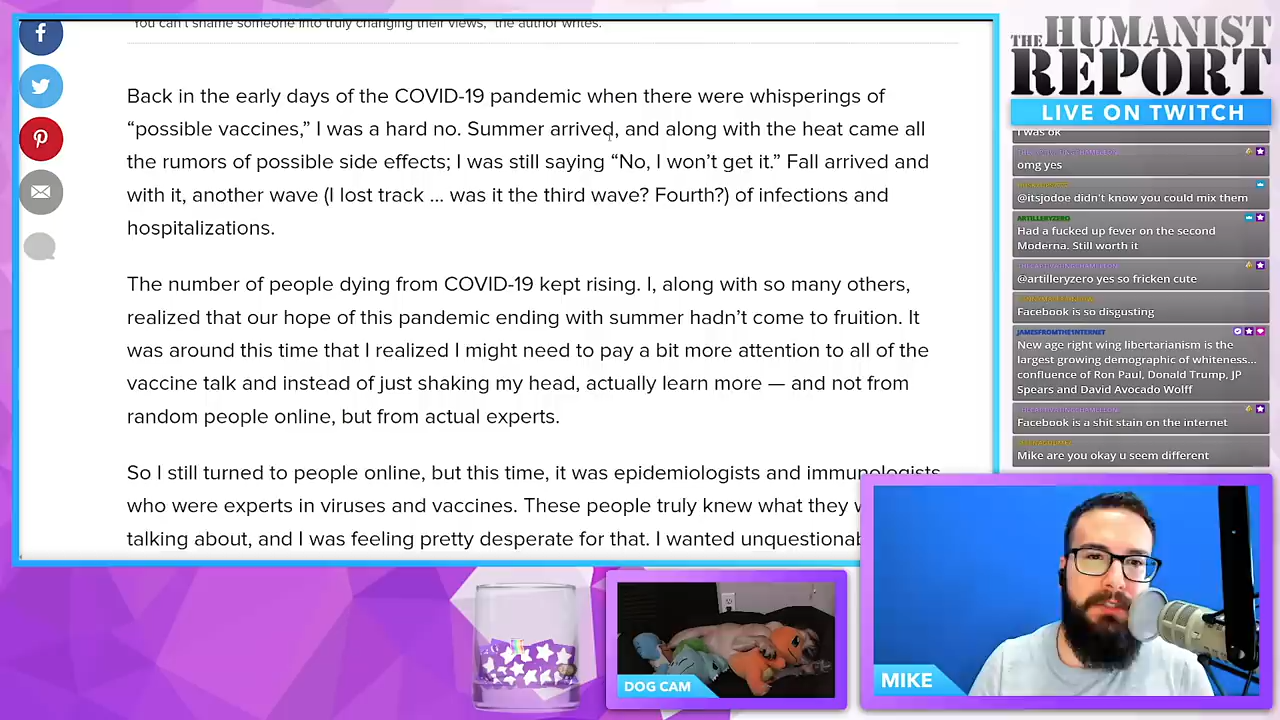 "You can't shame someone into truly changing their views," the author writes.
Back in the early days of the COVID-19 pandemic when there were whisperings of
“possible vaccines,” I was a hard no. Summer arrived, and along with the heat came all
the rumors of possible side effects; I was still saying “No, I won’t get it.” Fall arrived and
with it, another wave (I lost track ... was it the third wave? Fourth?) of infections and
hospitalizations.
The number of people dying from COVID-19 kept rising. I, along with so many others,
realized that our hope of this pandemic ending with summer hadn’t come to fruition. It
was around this time that I realized I might need to pay a bit more attention to all of the
vaccine talk and instead of just shaking my head, actually learn more — and not from
random people online, but from actual experts.
So I still turned to people online, but this time, it was epidemiologists and immunologists
who were experts in viruses and vaccines. These people truly knew what they
talking about, and I was feeling pretty desperate for that. I wanted
THE HUMANIST
REPORT
LIVE ON TWITCH
I was ok
omg yes
@itsjodoe didn't know you could mix them
ARTILLERYZERO
Had a fucked up fever on the second
Moderna. Still worth it
@artilleryzero yes so fricken cute
Facebook is so disgusting
JAMESFROMTHEINTERNET
New age right wing libertarianism is the
largest growing demographic of whiteness...
confluence of Ron Paul, Donald Trump, JP
Spears and David Avocado Wolff
Facebook is a shit stain on the internet
Mike are you okay u seem different
DOG CAM
MIKE